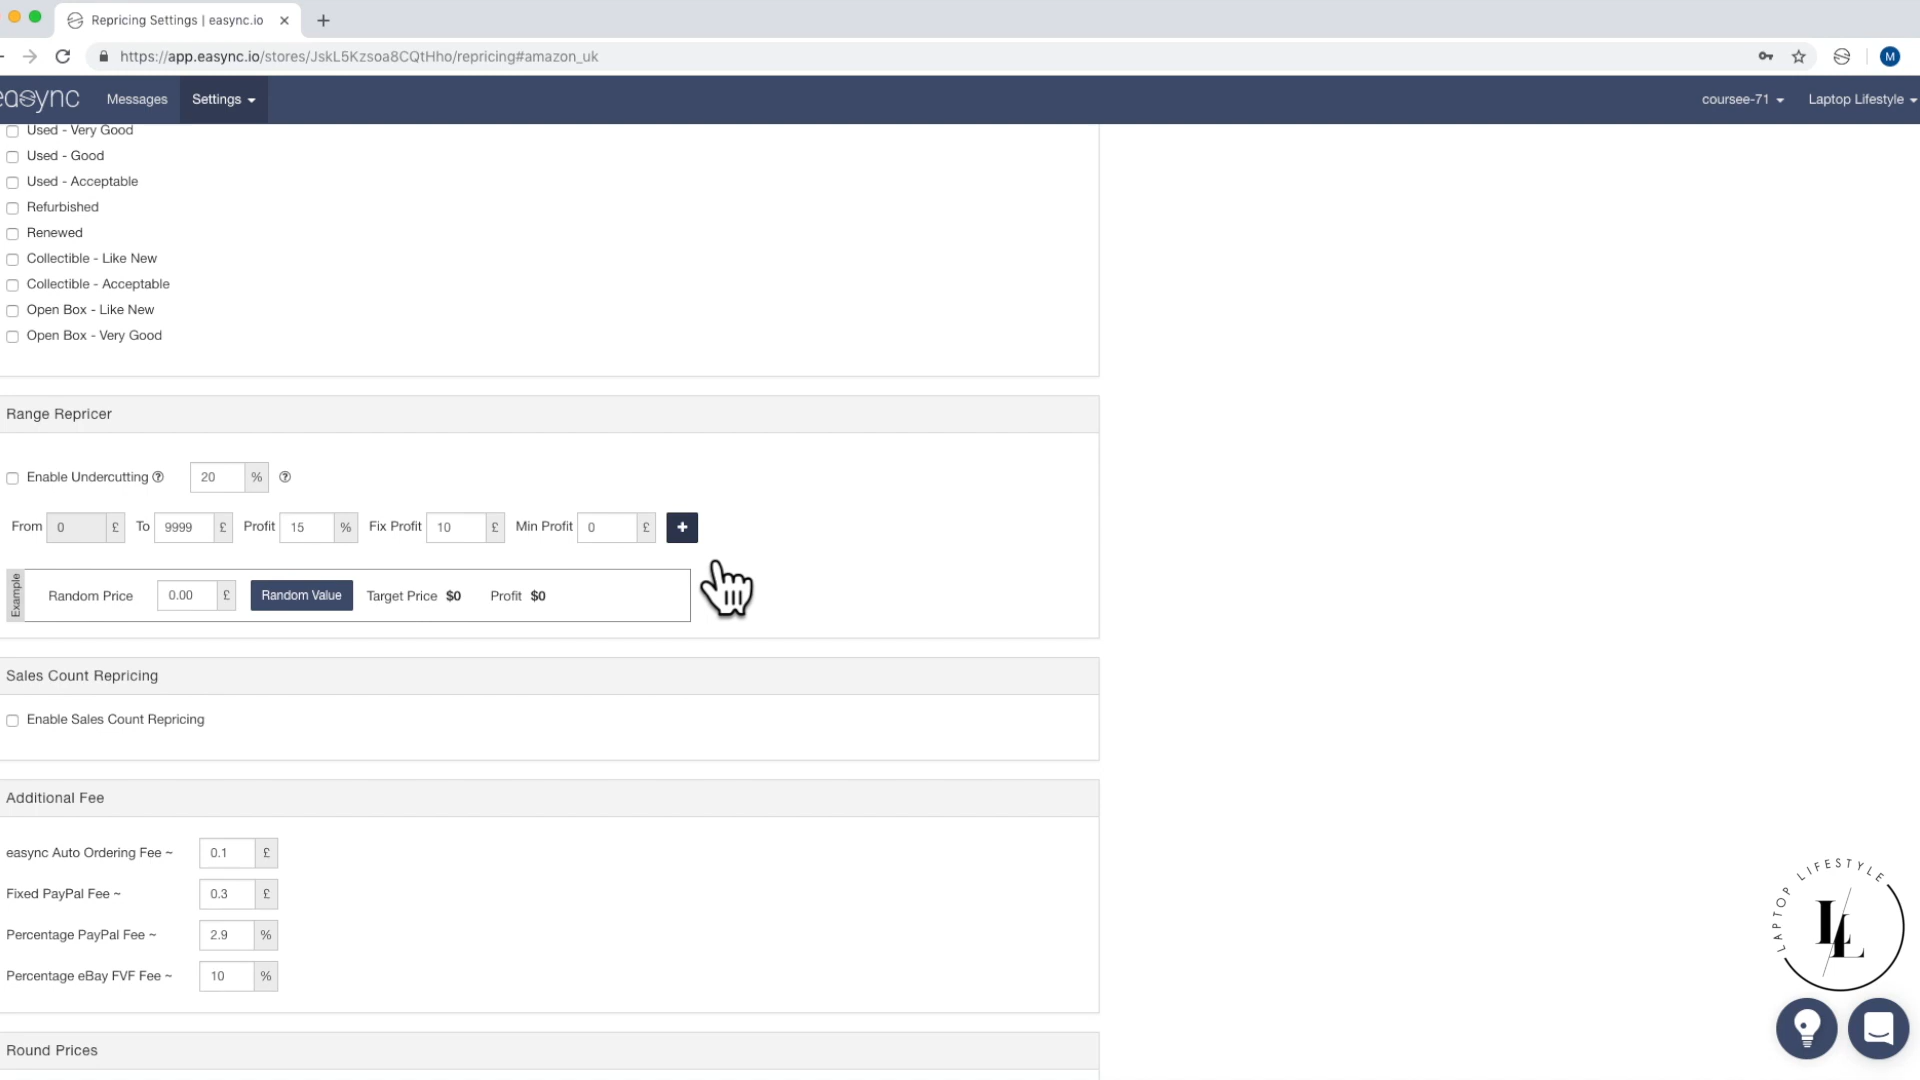 Repricing Settings | easync.io
https://app.easync.io/stores/JskL5Kzsoa8CQtHho/repricing#amazon_uk
M
easync Messages Settings coursee-71 Laptop Lifestyle
Used - Very Good
Used - Good
Used - Acceptable
Refurbished
Renewed
Collectible - Like New
Collectible - Acceptable
Open Box - Like New
Open Box - Very Good
Range Repricer
Enable Undercutting ? 20 % ?
From 0 £ To 9999 £ Profit 15 % Fix Profit 10 £ Min Profit 0 £ +
Example
Random Price 0.00 £ Random Value Target Price $0 Profit $0
Sales Count Repricing
Enable Sales Count Repricing
Additional Fee
easync Auto Ordering Fee ~ 0.1 £
Fixed PayPal Fee ~ 0.3 £
Percentage PayPal Fee ~ 2.9 %
Percentage eBay FVF Fee ~ 10 %
Round Prices
LAPTOP LIFESTYLE
LL